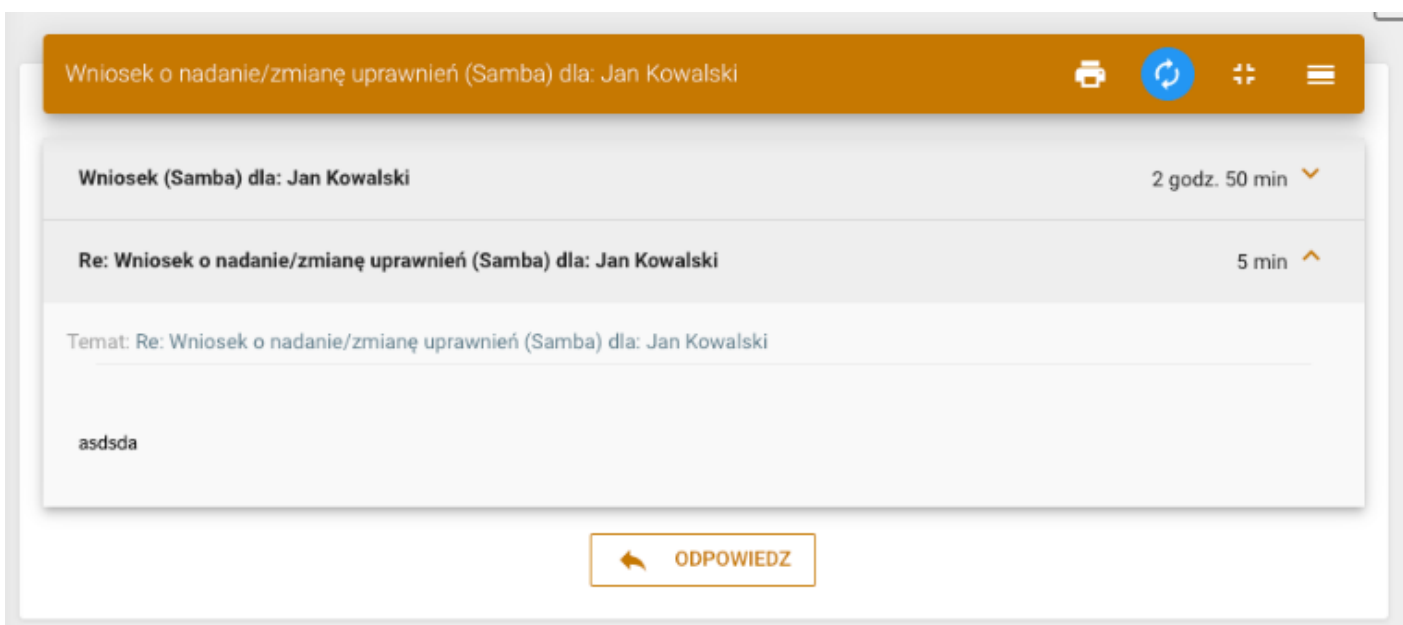 Wniosek o nadanie/zmianę uprawnień (Samba) dla: Jan Kowalski
Wniosek (Samba) dla: Jan Kowalski 2 godz. 50 min
Re: Wniosek o nadanie/zmianę uprawnień (Samba) dla: Jan Kowalski 5 min
Temat: Re: Wniosek o nadanie/zmianę uprawnień (Samba) dla: Jan Kowalski
asdsda
ODPOWIEDZ